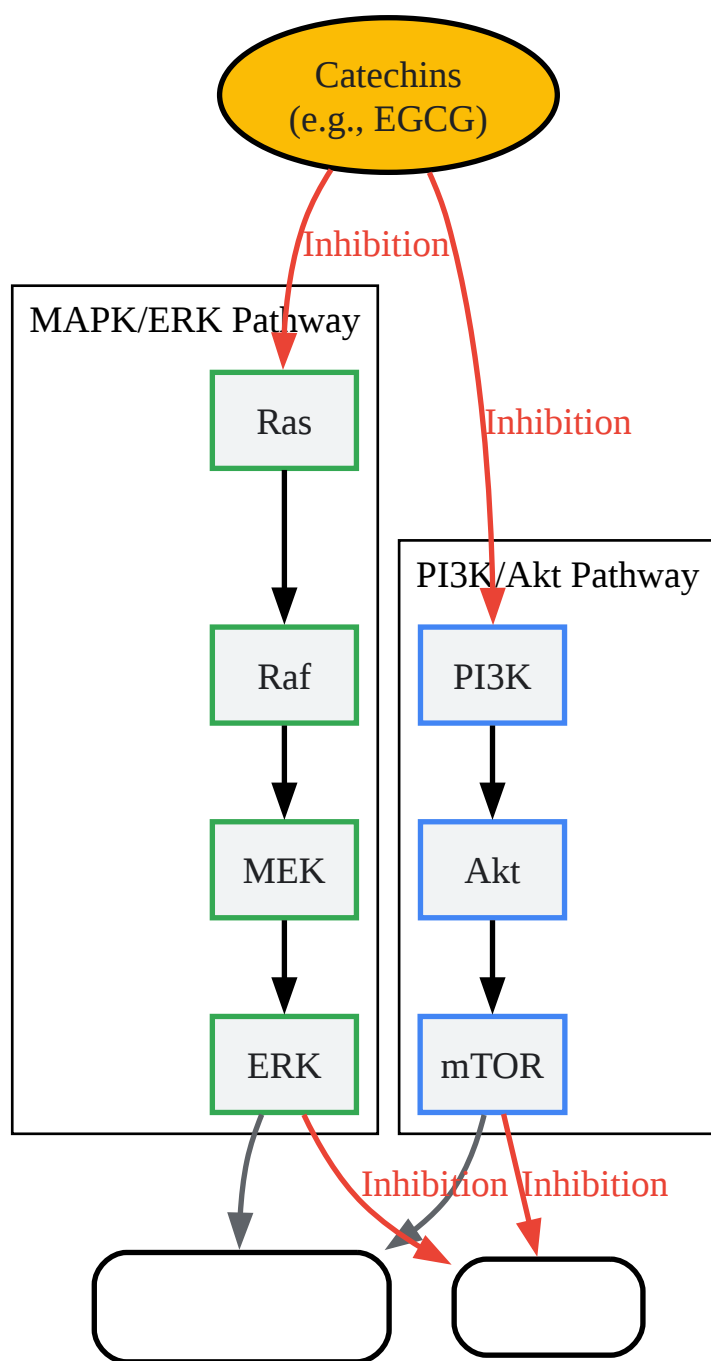 Catechins
(e.g., EGCG)
Inhibition
MAPK/ERK Pathway
Ras
Inhibition
PI3K/Akt Pathway
Raf
PI3K
MEK
Akt
ERK
mTOR
Inhibition
Inhibition